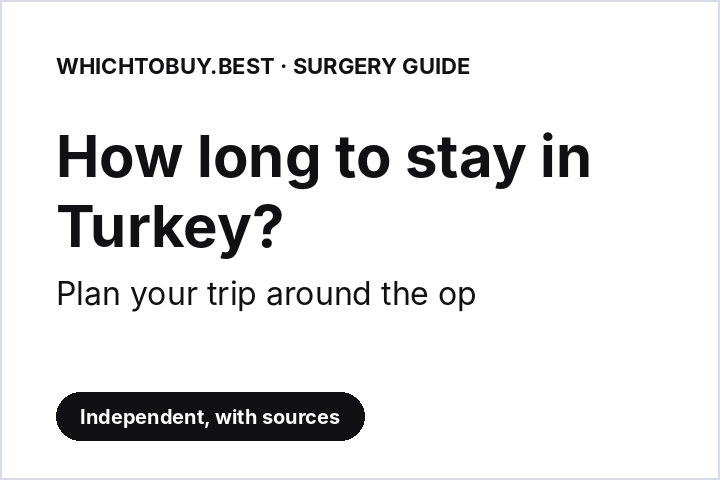 WHICHTOBUY.BEST · SURGERY GUIDE
How long to stay in
Turkey?
Plan your trip around the op
Independent, with sources